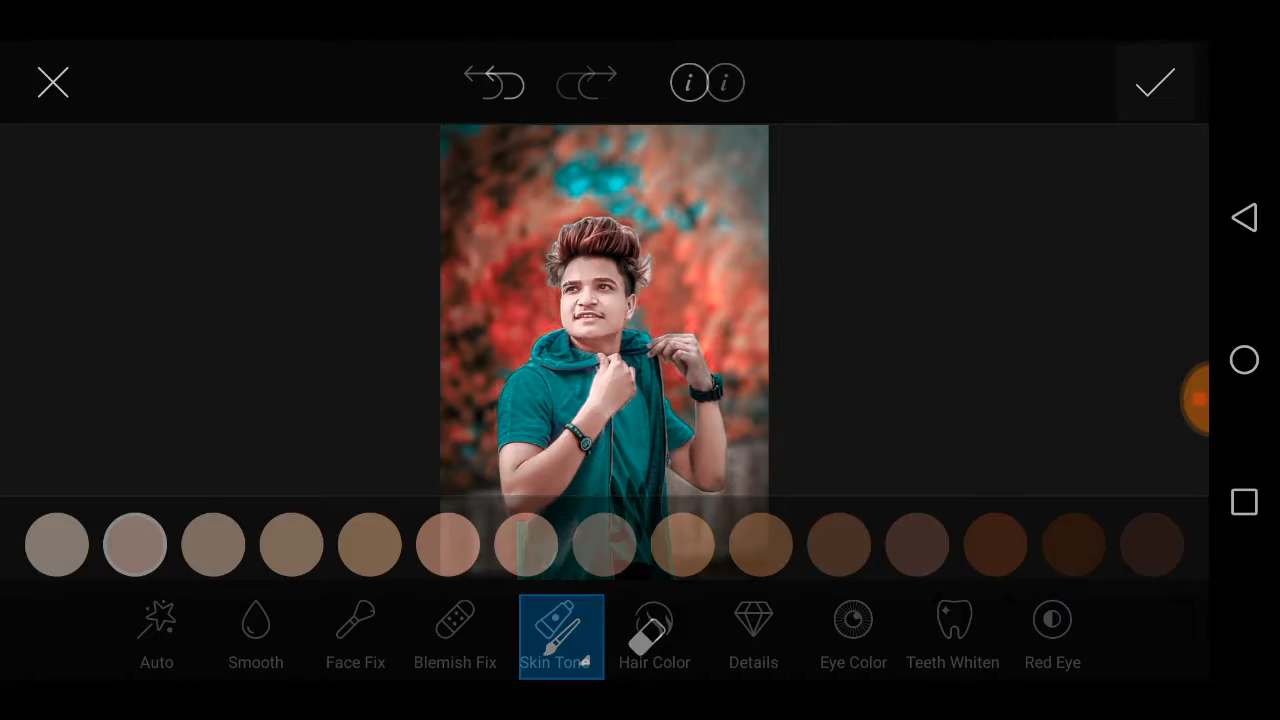 Auto
Smooth
Face Fix
Blemish Fix
Skin Tone
Hair Color
Details
Eye Color
Teeth Whiten
Red Eye